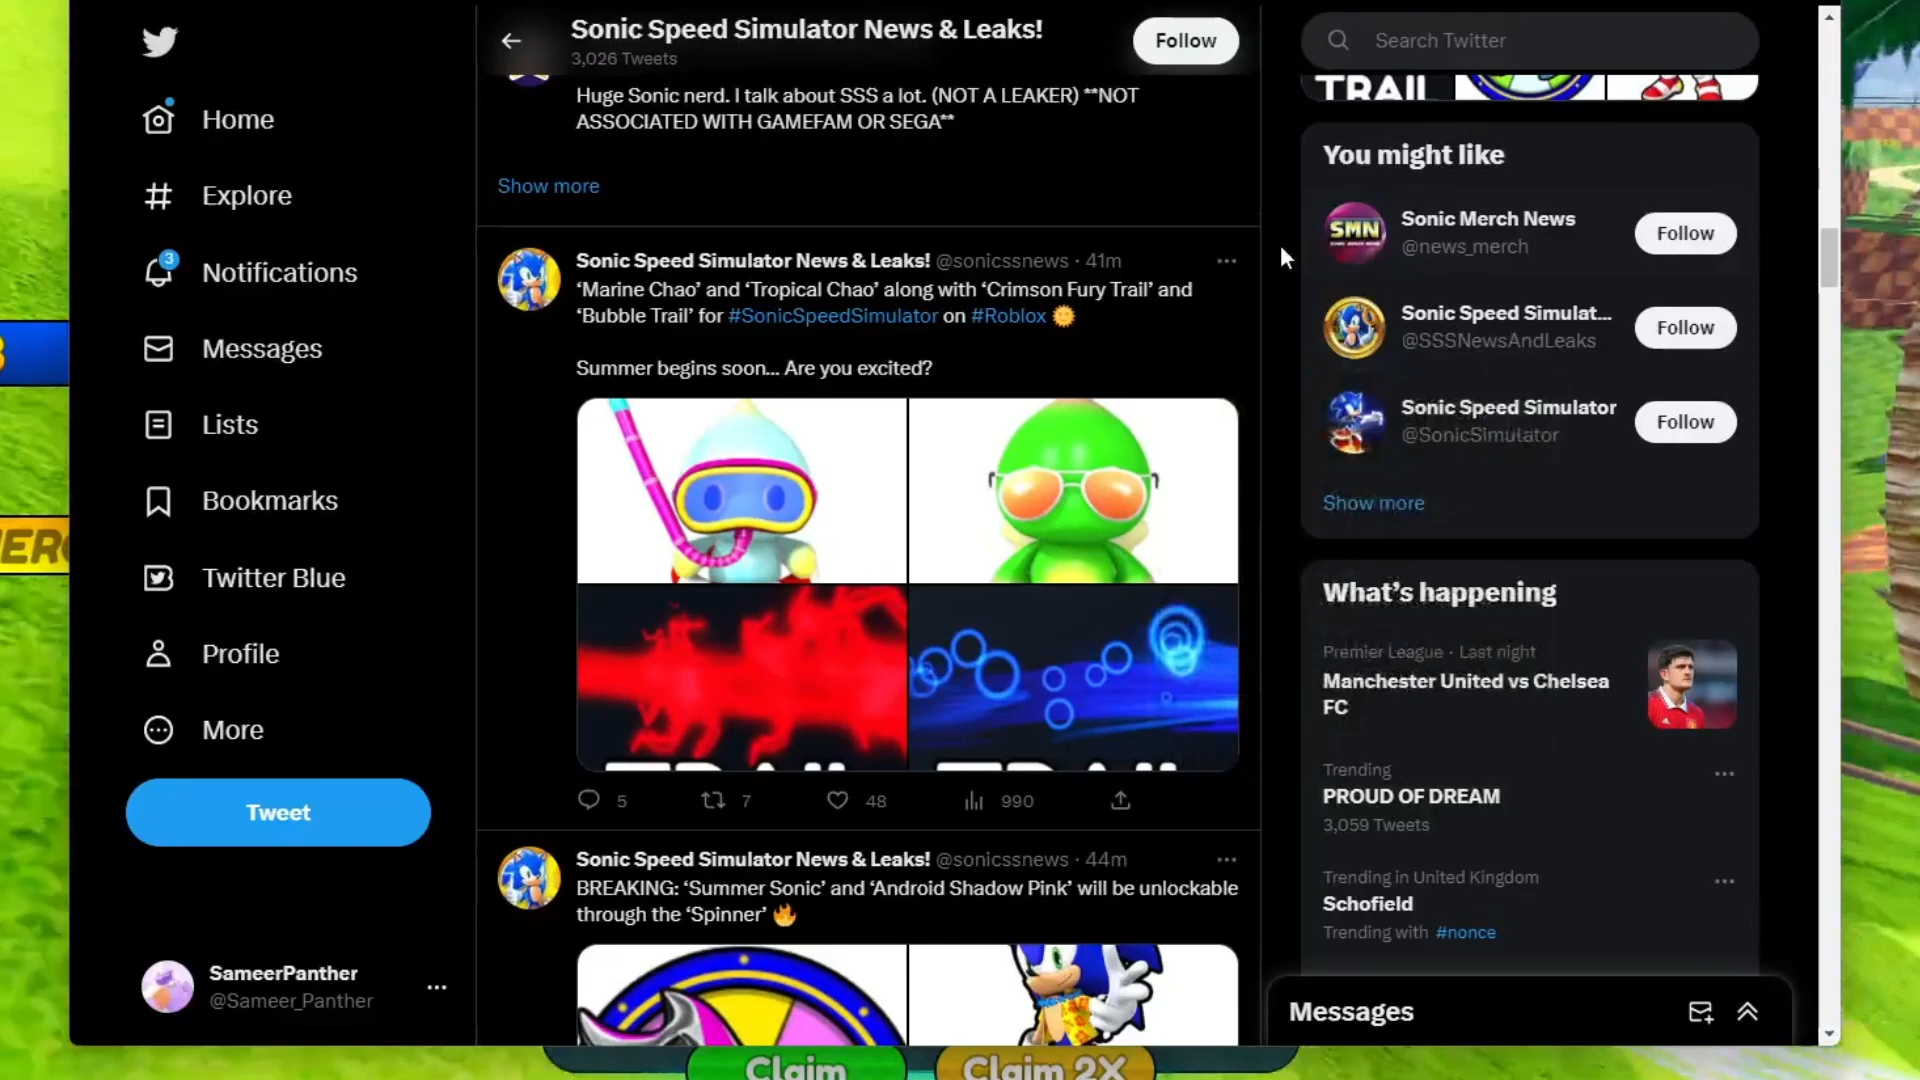 Home
Explore
3
Notifications
Messages
Lists
Bookmarks
Twitter Blue
Profile
More
Tweet
SameerPanther
@Sameer_Panther
Sonic Speed Simulator News & Leaks!
3,026 Tweets
Follow
Huge Sonic nerd. I talk about SSS a lot. (NOT A LEAKER) **NOT
ASSOCIATED WITH GAMEFAM OR SEGA**
Show more
Sonic Speed Simulator News & Leaks! @sonicssnews · 41m
‘Marine Chao’ and ‘Tropical Chao’ along with ‘Crimson Fury Trail’ and
‘Bubble Trail’ for #SonicSpeedSimulator on #Roblox
Summer begins soon... Are you excited?
5 7 48 990
Sonic Speed Simulator News & Leaks! @sonicssnews · 44m
BREAKING: ‘Summer Sonic’ and ‘Android Shadow Pink’ will be unlockable
through the ‘Spinner’
Search Twitter
TRAIL
You might like
SMN
Sonic Merch News
@news_merch
Follow
Sonic Speed Simulat...
@SSSNewsAndLeaks
Follow
Sonic Speed Simulator
@SonicSimulator
Follow
Show more
What’s happening
Premier League · Last night
Manchester United vs Chelsea
FC
Trending
PROUD OF DREAM
3,059 Tweets
Trending in United Kingdom
Schofield
Trending with #nonce
Messages
Claim
Claim 2X